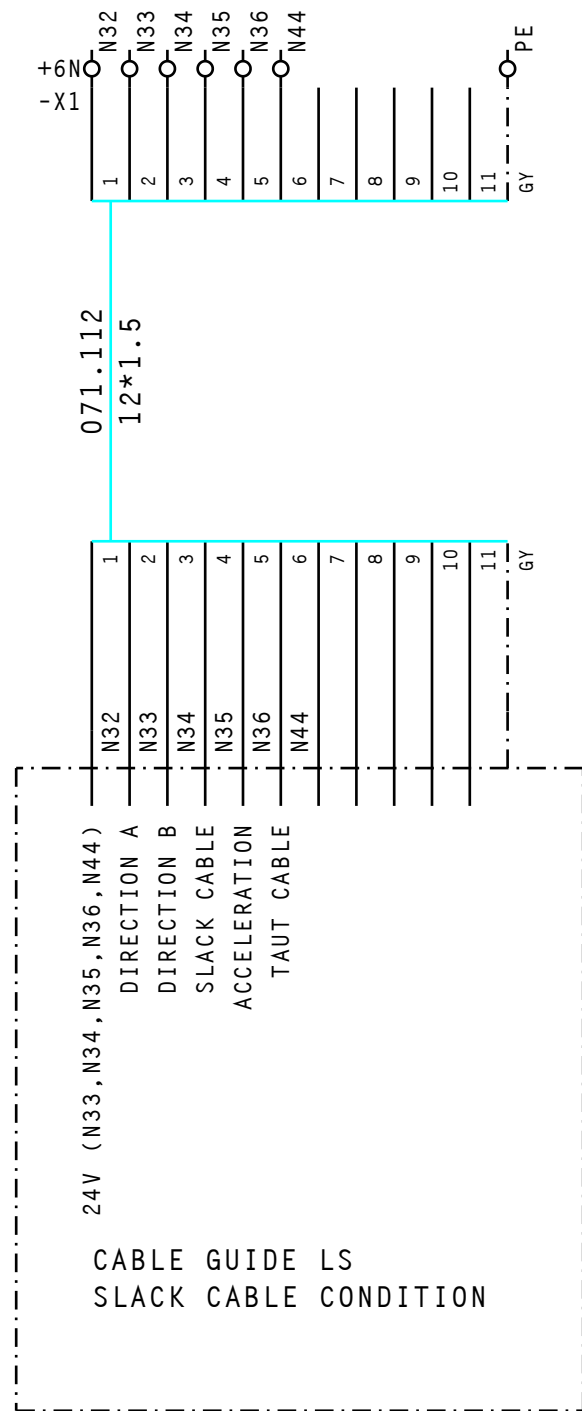 N32
N33
N34
N35
N36
N44
PE
+6N
-X1
1
2
3
4
5
6
7
8
9
10
11
GY
071.112
12*1.5
1
2
3
4
5
6
7
8
9
10
11
GY
N32
N33
N34
N35
N36
N44
24V (N33,N34,N35,N36,N44)
DIRECTION A
DIRECTION B
SLACK CABLE
ACCELERATION
TAUT CABLE
CABLE GUIDE LS
SLACK CABLE CONDITION